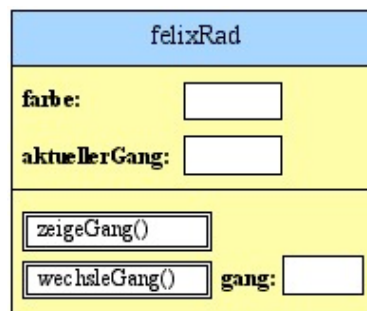 felixRad
farbe:
aktuellerGang:
zeigeGang()
wechsleGang() gang: